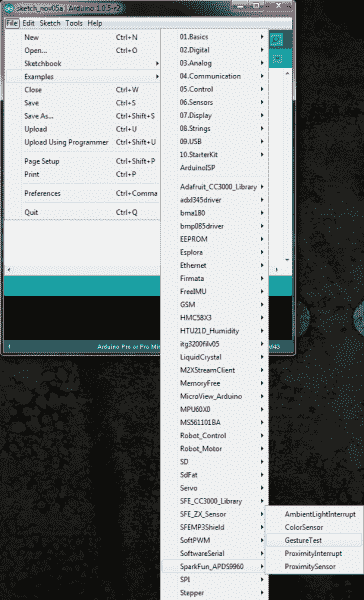 sketch_nov05a | Arduino 1.0.5-r2
File Edit Sketch Tools Help
New Ctrl+N
Open... Ctrl+O
Sketchbook
Examples
Close Ctrl+W
Save Ctrl+S
Save As... Ctrl+Shift+S
Upload Ctrl+U
Upload Using Programmer Ctrl+Shift+U
Page Setup Ctrl+Shift+P
Print Ctrl+P
Preferences Ctrl+Comma
Quit Ctrl+Q
1
Arduino Pro or Pro Mi
01.Basics
02.Digital
03.Analog
04.Communication
05.Control
06.Sensors
07.Display
08.Strings
09.USB
10.StarterKit
ArduinoISP
Adafruit_CC3000_Library
adxl345driver
bma180
bmp085driver
EEPROM
Esplora
Ethernet
Firmata
FreeIMU
GSM
HMC58X3
HTU21D_Humidity
itg3200filv05
LiquidCrystal
M2XStreamClient
MemoryFree
MicroView_Arduino
MPU60X0
MS561101BA
Robot_Control
Robot_Motor
SD
SdFat
Servo
SFE_CC3000_Library
SFE_ZX_Sensor
SFEMP3Shield
SoftPWM
SoftwareSerial
SparkFun_APDS9960
SPI
Stepper
AmbientLightInterrupt
ColorSensor
GestureTest
ProximityInterrupt
ProximitySensor